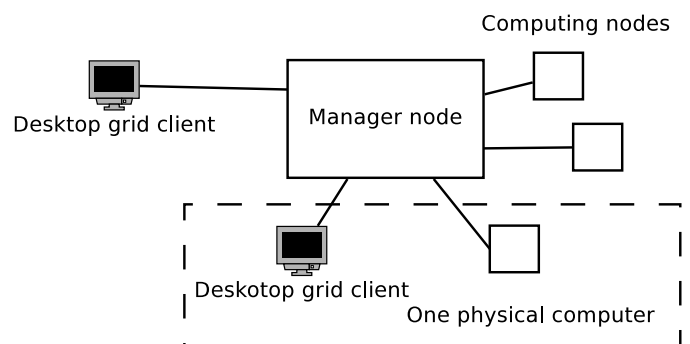 Computing nodes
Manager node
Desktop grid client
Deskotop grid client
One physical computer